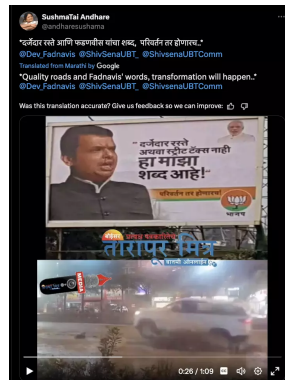 SushmaTai Andhare
@andharesushama
*दर्जेदार रस्ते आणि फडणवीस यांचा शब्द, परिवर्तन तर होणारच..*
@Dev_Fadnavis @ShivSenaUBT_ @ShivsenaUBTComm
Translated from Marathi by Google
*Quality roads and Fadnavis' words, transformation will happen..*
@Dev_Fadnavis @ShivSenaUBT_ @ShivsenaUBTComm
Was this translation accurate? Give us feedback so we can improve:
"दर्जेदार रस्ते
अथवा स्ट्रीट टॅक्स नाही
हा माझा
शब्द आहे!"
परिवर्तन तर होणारच!
भाजप
तारापूर मित्र
MEDIA
0:26 / 1:09